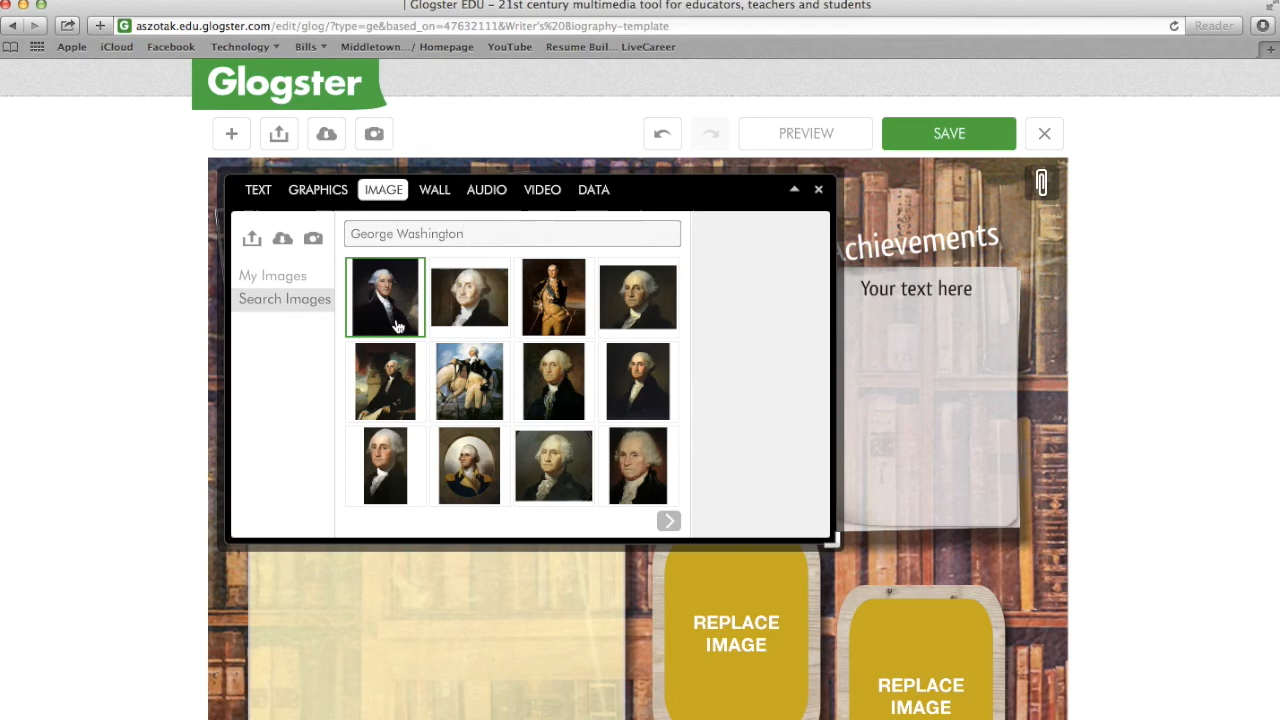 | Glogster EDU – 21st century multimedia tool for educators, teachers and students
aszotak.edu.glogster.com/edit/glog/?type=ge&based_on=47632111&Writer's%20Biography-template
Reader
Apple iCloud Facebook Technology Bills Middletown.../ Homepage YouTube Resume Buil... LiveCareer
Glogster
PREVIEW SAVE
TEXT GRAPHICS IMAGE WALL AUDIO VIDEO DATA
George Washington
My Images
Search Images
chievements
Your text here
REPLACE
IMAGE
REPLACE
IMAGE